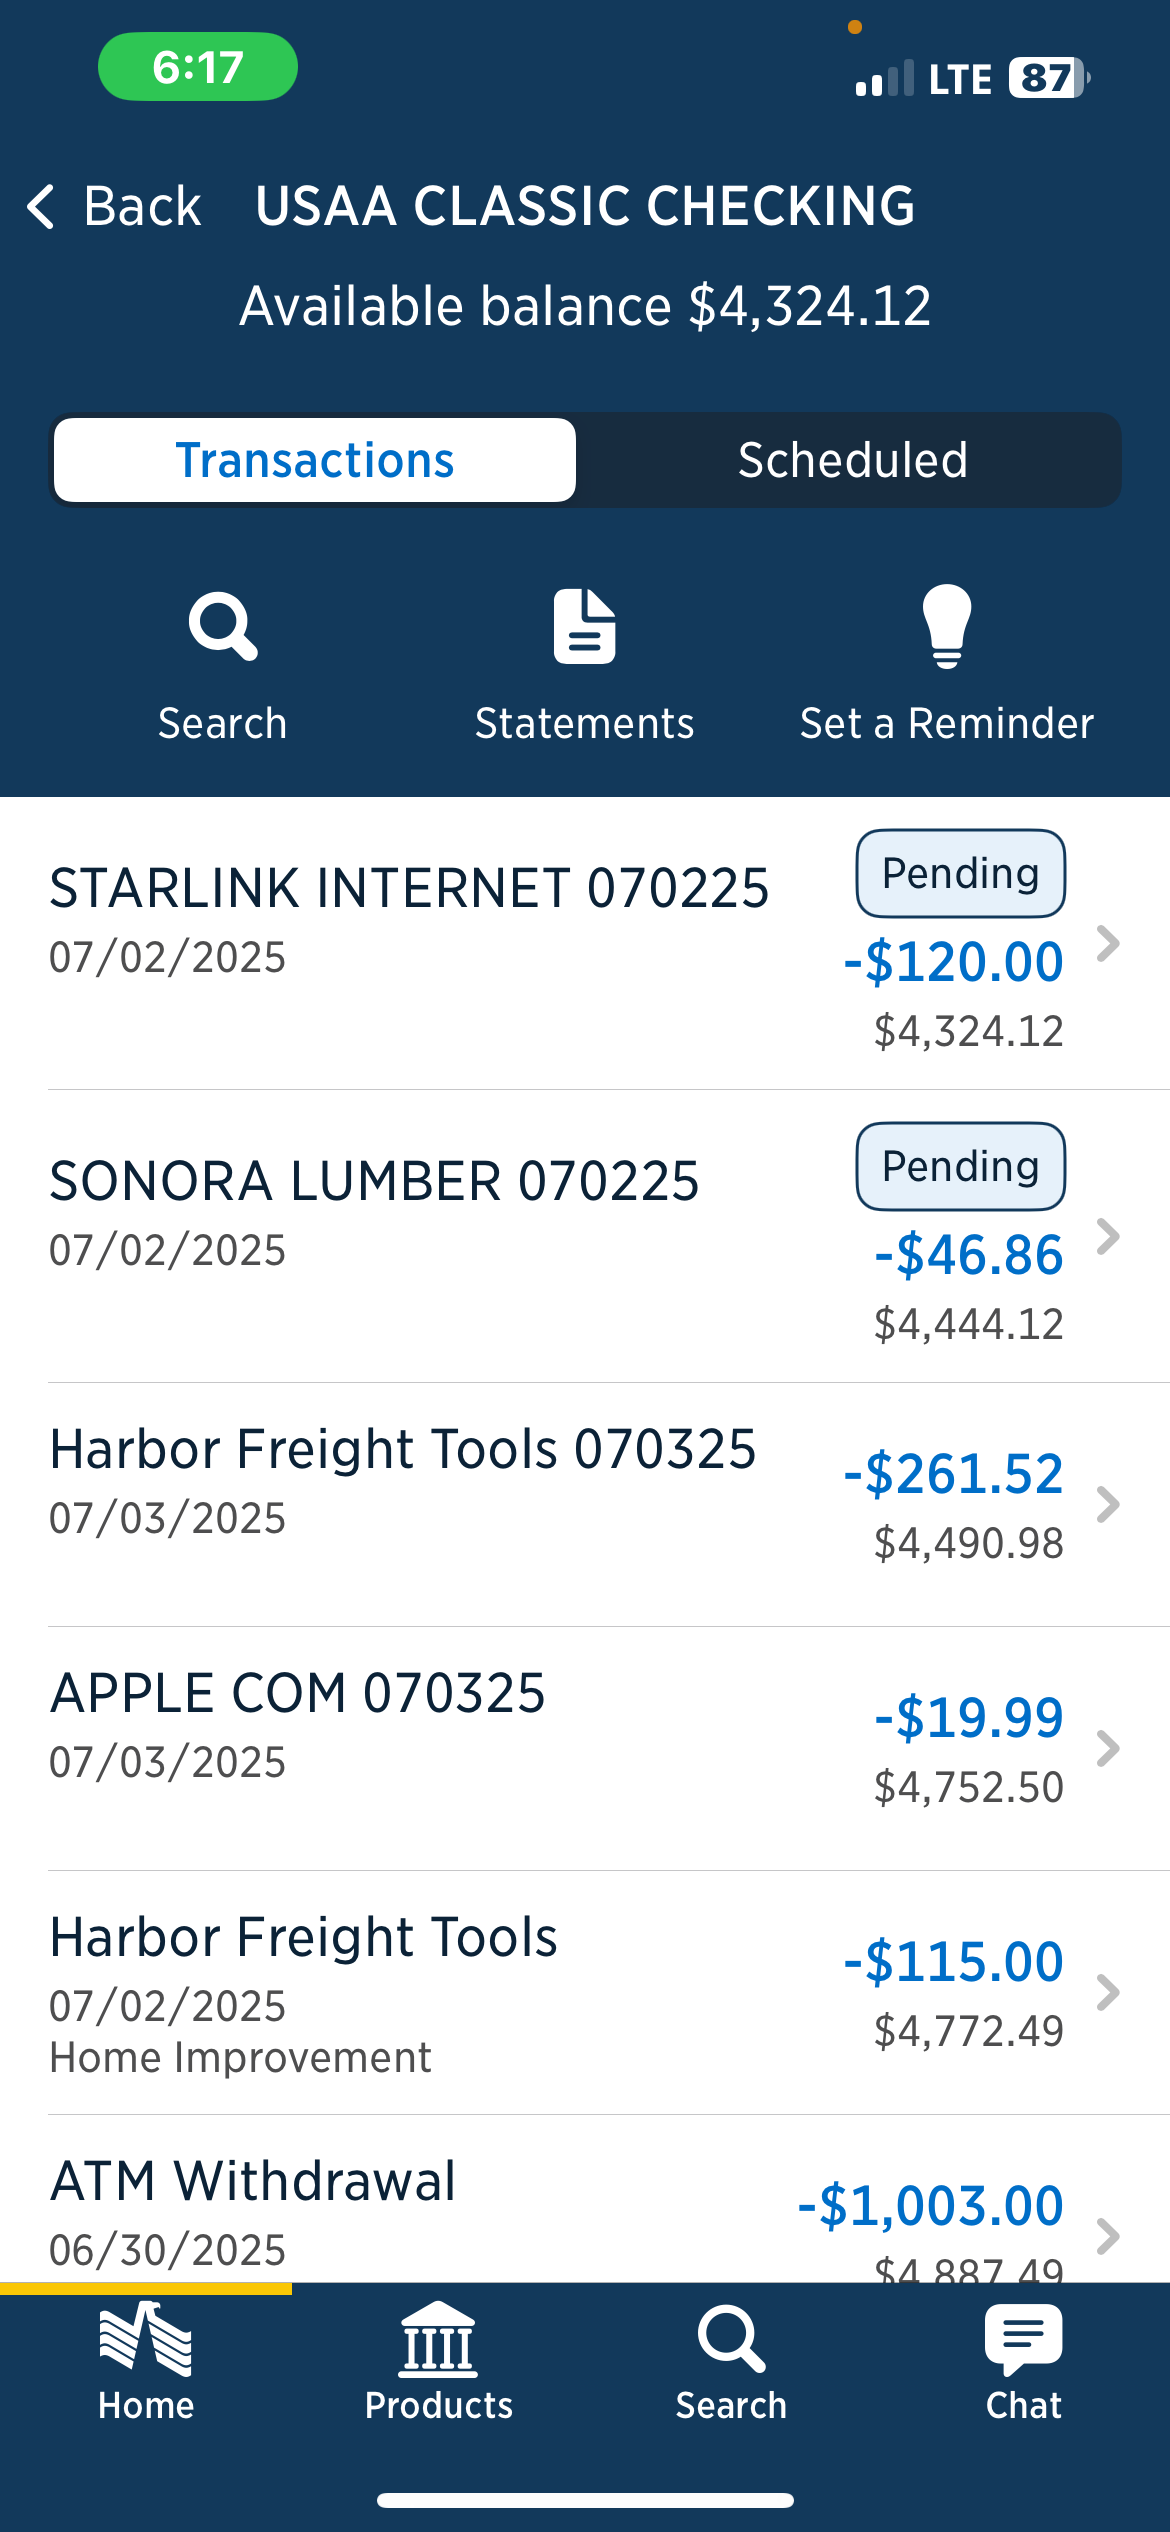 6:17
LTE 87
Back USAA CLASSIC CHECKING
Available balance $4,324.12
Transactions Scheduled
Search Statements Set a Reminder
STARLINK INTERNET 070225 Pending
07/02/2025 -$120.00
$4,324.12
SONORA LUMBER 070225 Pending
07/02/2025 -$46.86
$4,444.12
Harbor Freight Tools 070325 -$261.52
07/03/2025 $4,490.98
APPLE COM 070325 -$19.99
07/03/2025 $4,752.50
Harbor Freight Tools -$115.00
07/02/2025 $4,772.49
Home Improvement
ATM Withdrawal -$1,003.00
06/30/2025 $4,887.49
Home Products Search Chat